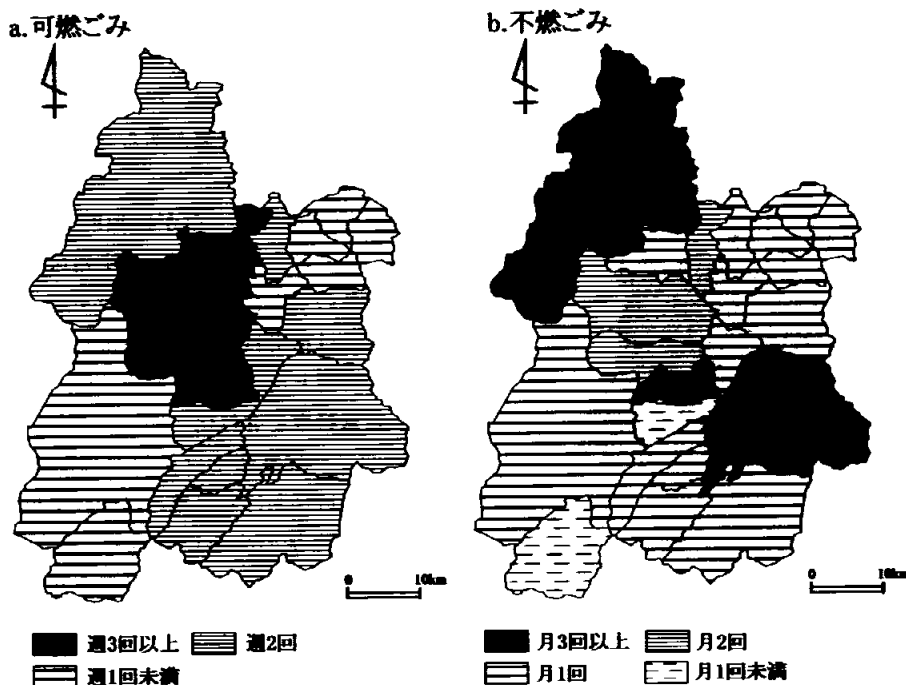 a.可燃ごみ
b.不燃ごみ
0 10km
0 10km
週3回以上 週2回
週1回未満
月3回以上 月2回
月1回 月1回未満